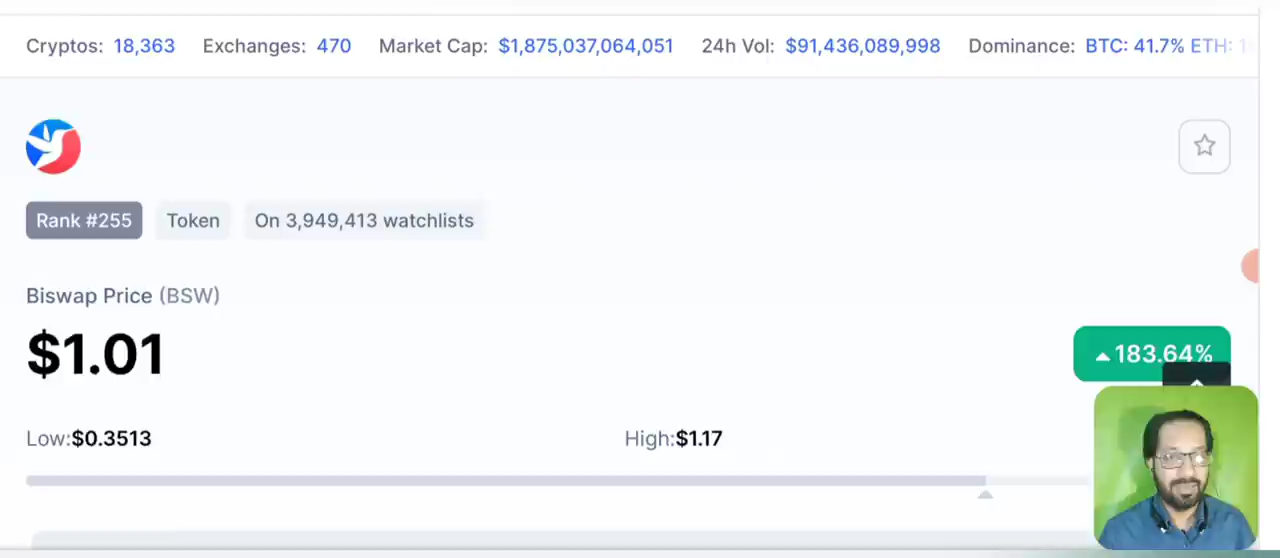 Cryptos: 18,363 Exchanges: 470 Market Cap: $1,875,037,064,051 24h Vol: $91,436,089,998 Dominance: BTC: 41.7% ETH:
Rank #255 Token On 3,949,413 watchlists
Biswap Price (BSW)
$1.01 183.64%
Low:$0.3513 High:$1.17